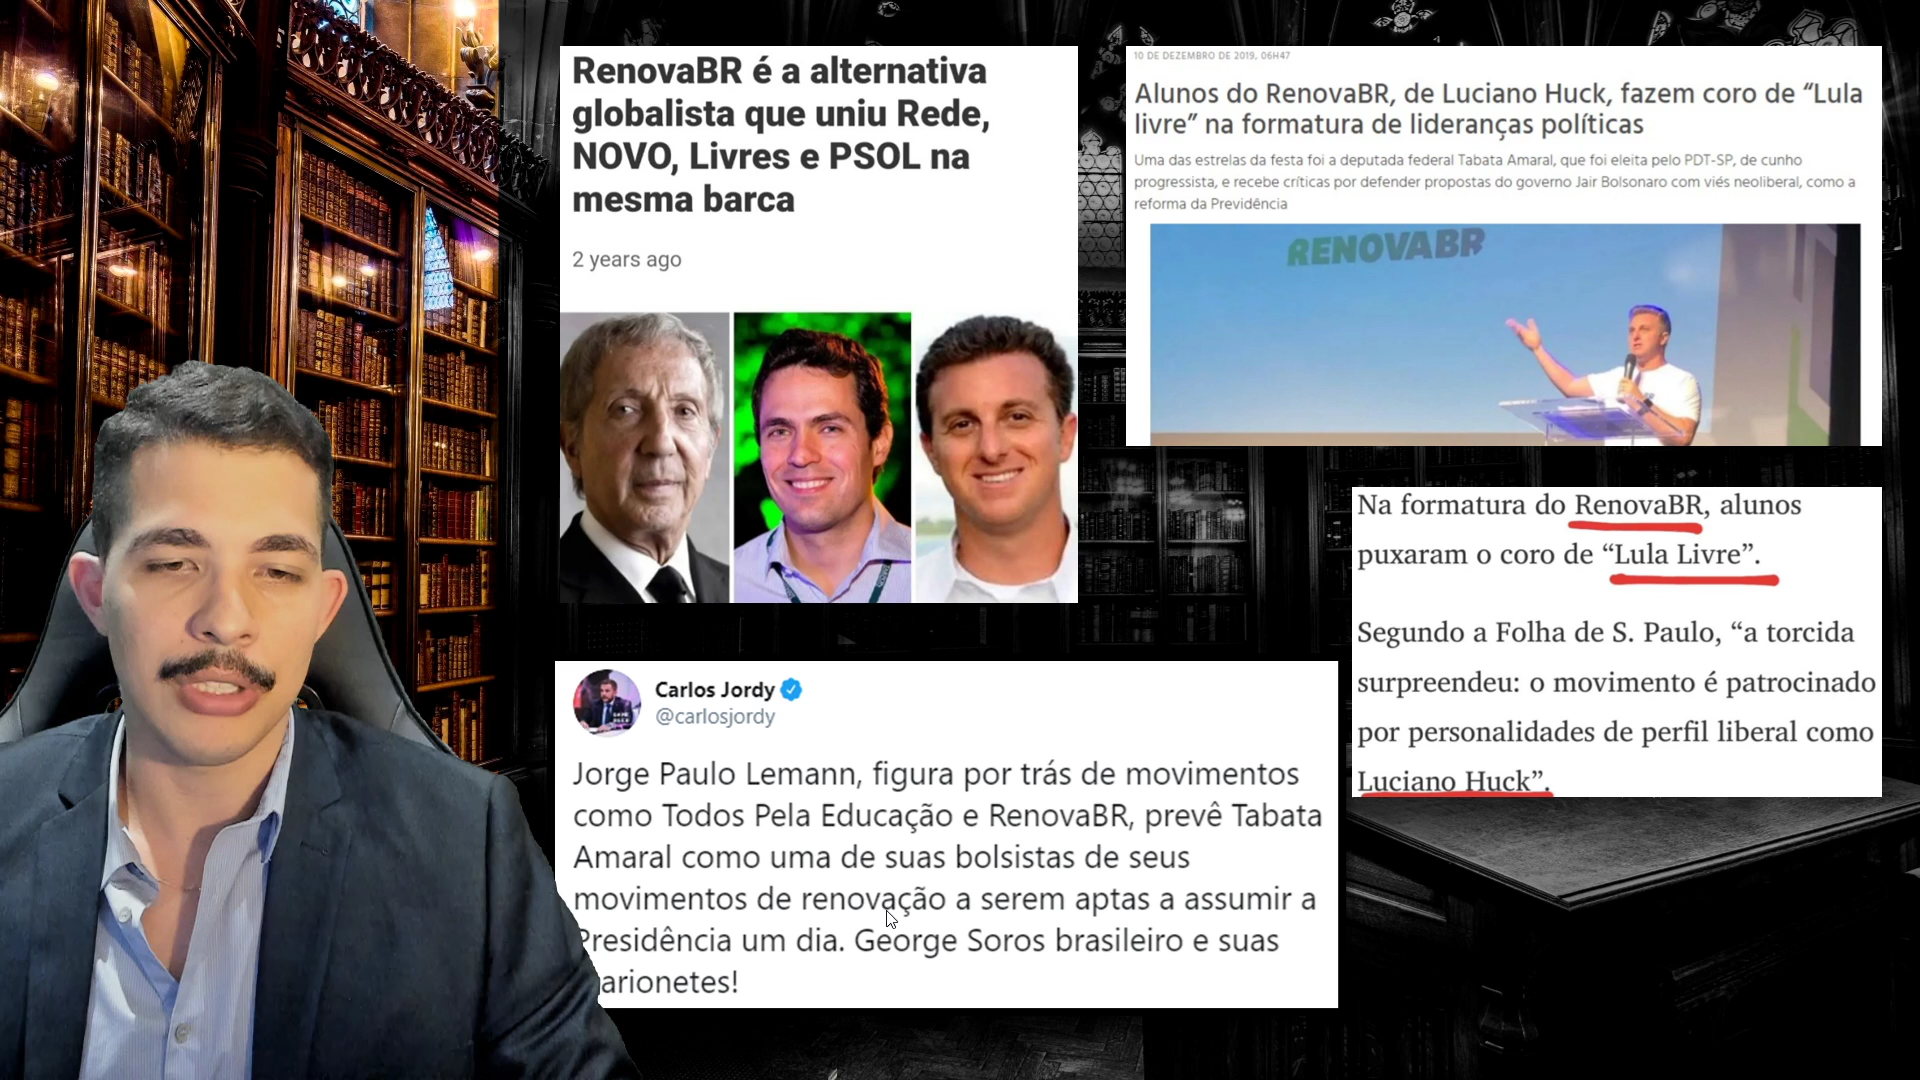 RenovaBR é a alternativa
globalista que uniu Rede,
NOVO, Livres e PSOL na
mesma barca
2 years ago
10 DE DEZEMBRO DE 2019, 06H47
Alunos do RenovaBR, de Luciano Huck, fazem coro de “Lula
livre” na formatura de lideranças políticas
Uma das estrelas da festa foi a deputada federal Tabata Amaral, que foi eleita pelo PDT-SP, de cunho
progressista, e recebe críticas por defender propostas do governo Jair Bolsonaro com viés neoliberal, como a
reforma da Previdência
RENOVABR
Na formatura do RenovaBR, alunos
puxaram o coro de “Lula Livre”.
Segundo a Folha de S. Paulo, “a torcida
surpreendeu: o movimento é patrocinado
por personalidades de perfil liberal como
Luciano Huck”.
Carlos Jordy
@carlosjordy
Jorge Paulo Lemann, figura por trás de movimentos
como Todos Pela Educação e RenovaBR, prevê Tabata
Amaral como uma de suas bolsistas de seus
movimentos de renovação a serem aptas a assumir a
Presidência um dia. George Soros brasileiro e suas
arionetes!